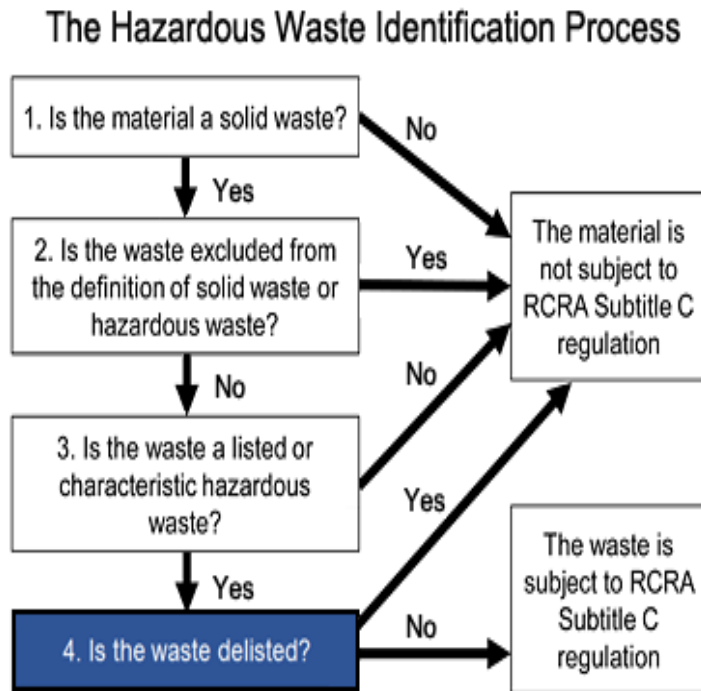 The Hazardous Waste Identification Process
1. Is the material a solid waste?
No
Yes
2. Is the waste excluded from
the definition of solid waste or
hazardous waste?
Yes
The material is
not subject to
RCRA Subtitle C
regulation
No
No
3. Is the waste a listed or
characteristic hazardous
waste?
Yes
Yes
4. Is the waste delisted?
No
The waste is
subject to RCRA
Subtitle C
regulation